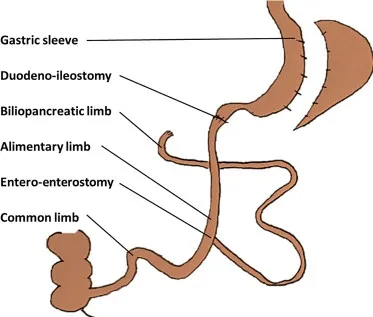 Gastric sleeve
Duodeno-ileostomy
Biliopancreatic limb
Alimentary limb
Entero-enterostomy
Common limb